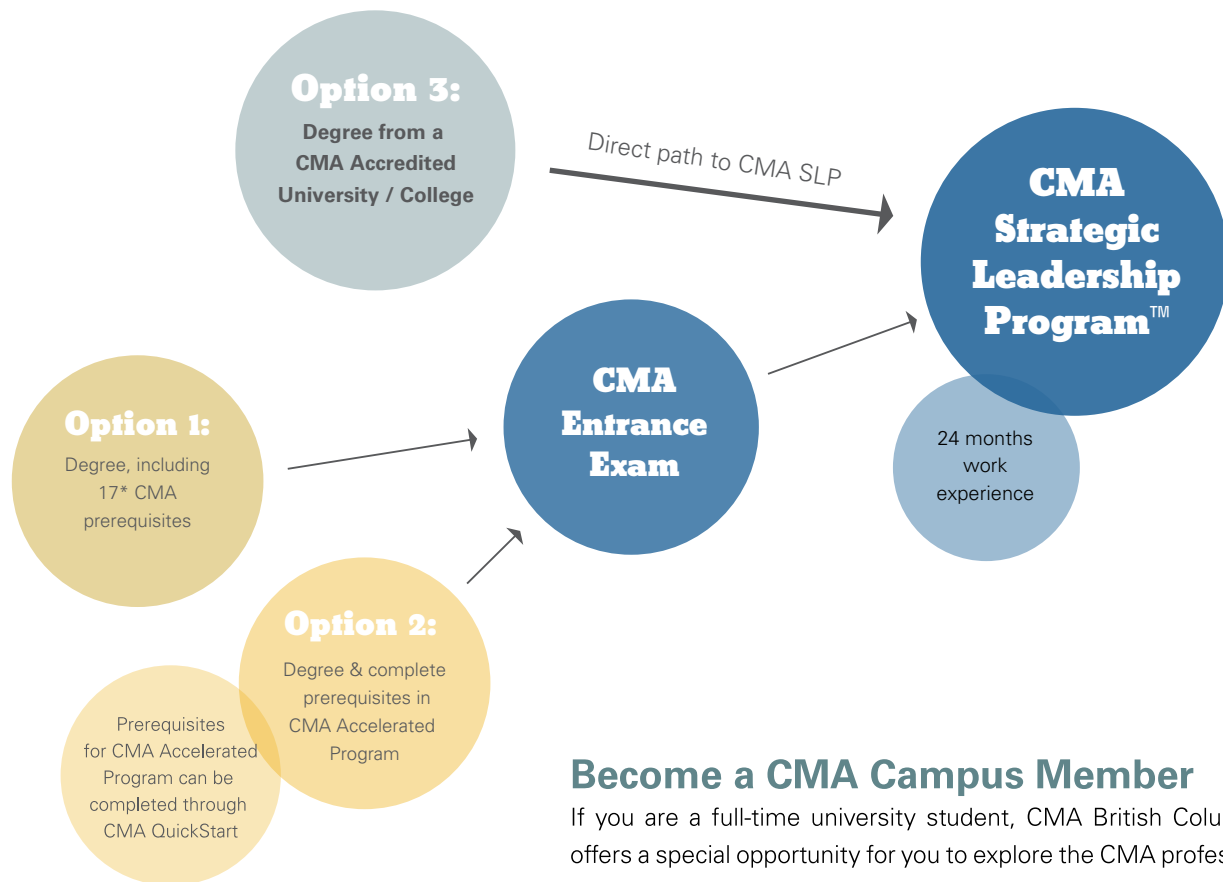 Option 3:
Degree from a
CMA Accredited
University / College
Direct path to CMA SLP
CMA
Strategic
Leadership
Program™
24 months
work
experience
CMA
Entrance
Exam
Option 1:
Degree, including
17* CMA
prerequisites
Option 2:
Degree & complete
prerequisites in
CMA Accelerated
Program
Prerequisites
for CMA Accelerated
Program can be
completed through
CMA QuickStart
Become a CMA Campus Member
If you are a full-time university student, CMA British Colu
offers a special opportunity for you to explore the CMA profes